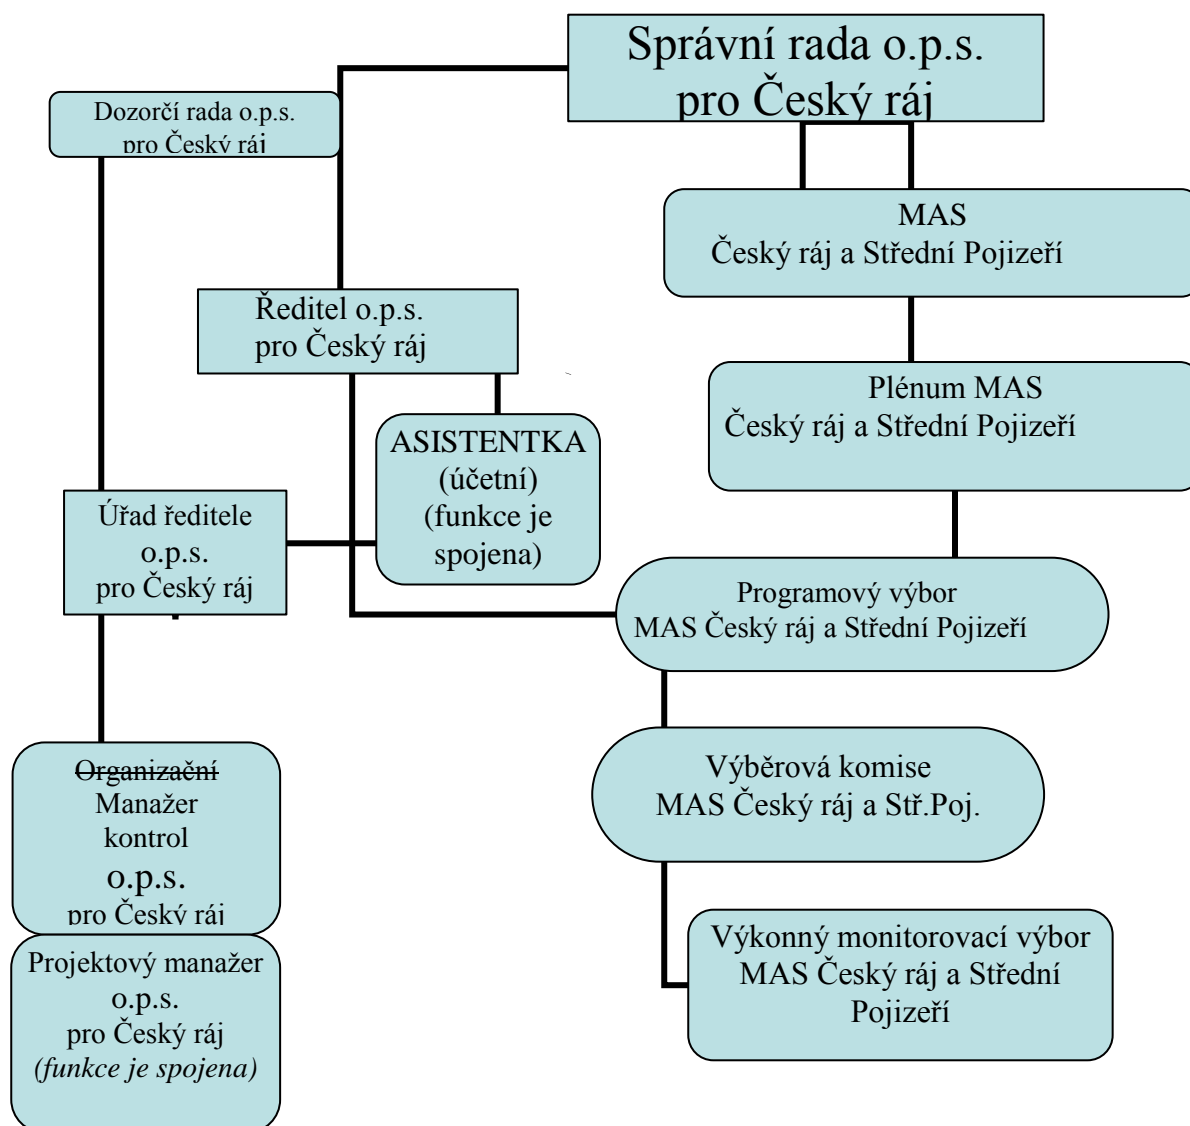 Správní rada o.p.s.
pro Český ráj
Dozorčí rada o.p.s.
pro Český ráj
MAS
Český ráj a Střední Pojizeří
Ředitel o.p.s.
pro Český ráj
Plénum MAS
Český ráj a Střední Pojizeří
ASISTENTKA
(účetní)
(funkce je
spojena)
Úřad ředitele
o.p.s.
pro Český ráj
Programový výbor
MAS Český ráj a Střední Pojizeří
Organizační
Manažer
kontrol
o.p.s.
pro Český ráj
Výběrová komise
MAS Český ráj a Stř.Poj.
Projektový manažer
o.p.s.
pro Český ráj
(funkce je spojena)
Výkonný monitorovací výbor
MAS Český ráj a Střední
Pojizeří